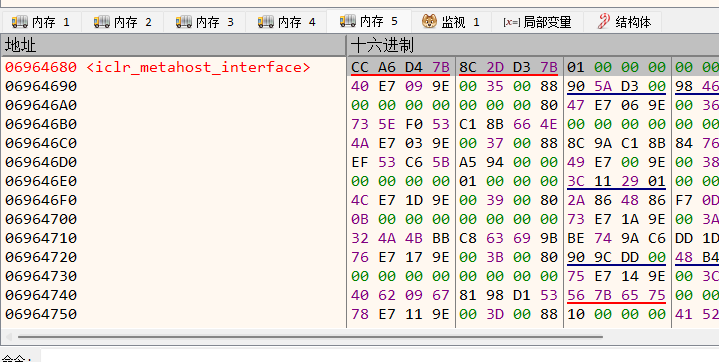 内存 1 内存 2 内存 3 内存 4 内存 5 监视 1 [x=] 局部变量 结构体
地址 十六进制
06964680 <iclr_metahost_interface> CC A6 D4 7B 8C 2D D3 7B 01 00 00 00 00 00
06964690 40 E7 09 9E 00 35 00 88 90 5A D3 00 98 46
069646A0 00 00 00 00 00 00 00 80 47 E7 06 9E 00 36
069646B0 73 5E F0 53 C1 8B 66 4E 00 00 00 00 00 00
069646C0 4A E7 03 9E 00 37 00 88 8C 9A C1 8B 84 76
069646D0 EF 53 C6 5B A5 94 00 00 49 E7 00 9E 00 38
069646E0 00 00 00 00 01 00 00 00 3C 11 29 01 00 00
069646F0 4C E7 1D 9E 00 39 00 80 2A 86 48 86 F7 0D
06964700 0B 00 00 00 00 00 00 00 73 E7 1A 9E 00 3A
06964710 32 4A 4B BB C8 63 69 9B BE 74 9A C6 DD 1D
06964720 76 E7 17 9E 00 3B 00 80 90 9C DD 00 48 B4
06964730 00 00 00 00 00 00 00 00 75 E7 14 9E 00 3C
06964740 40 62 09 67 81 98 D1 53 56 7B 65 75 00 00
06964750 78 E7 11 9E 00 3D 00 88 10 00 00 00 41 52
命令: